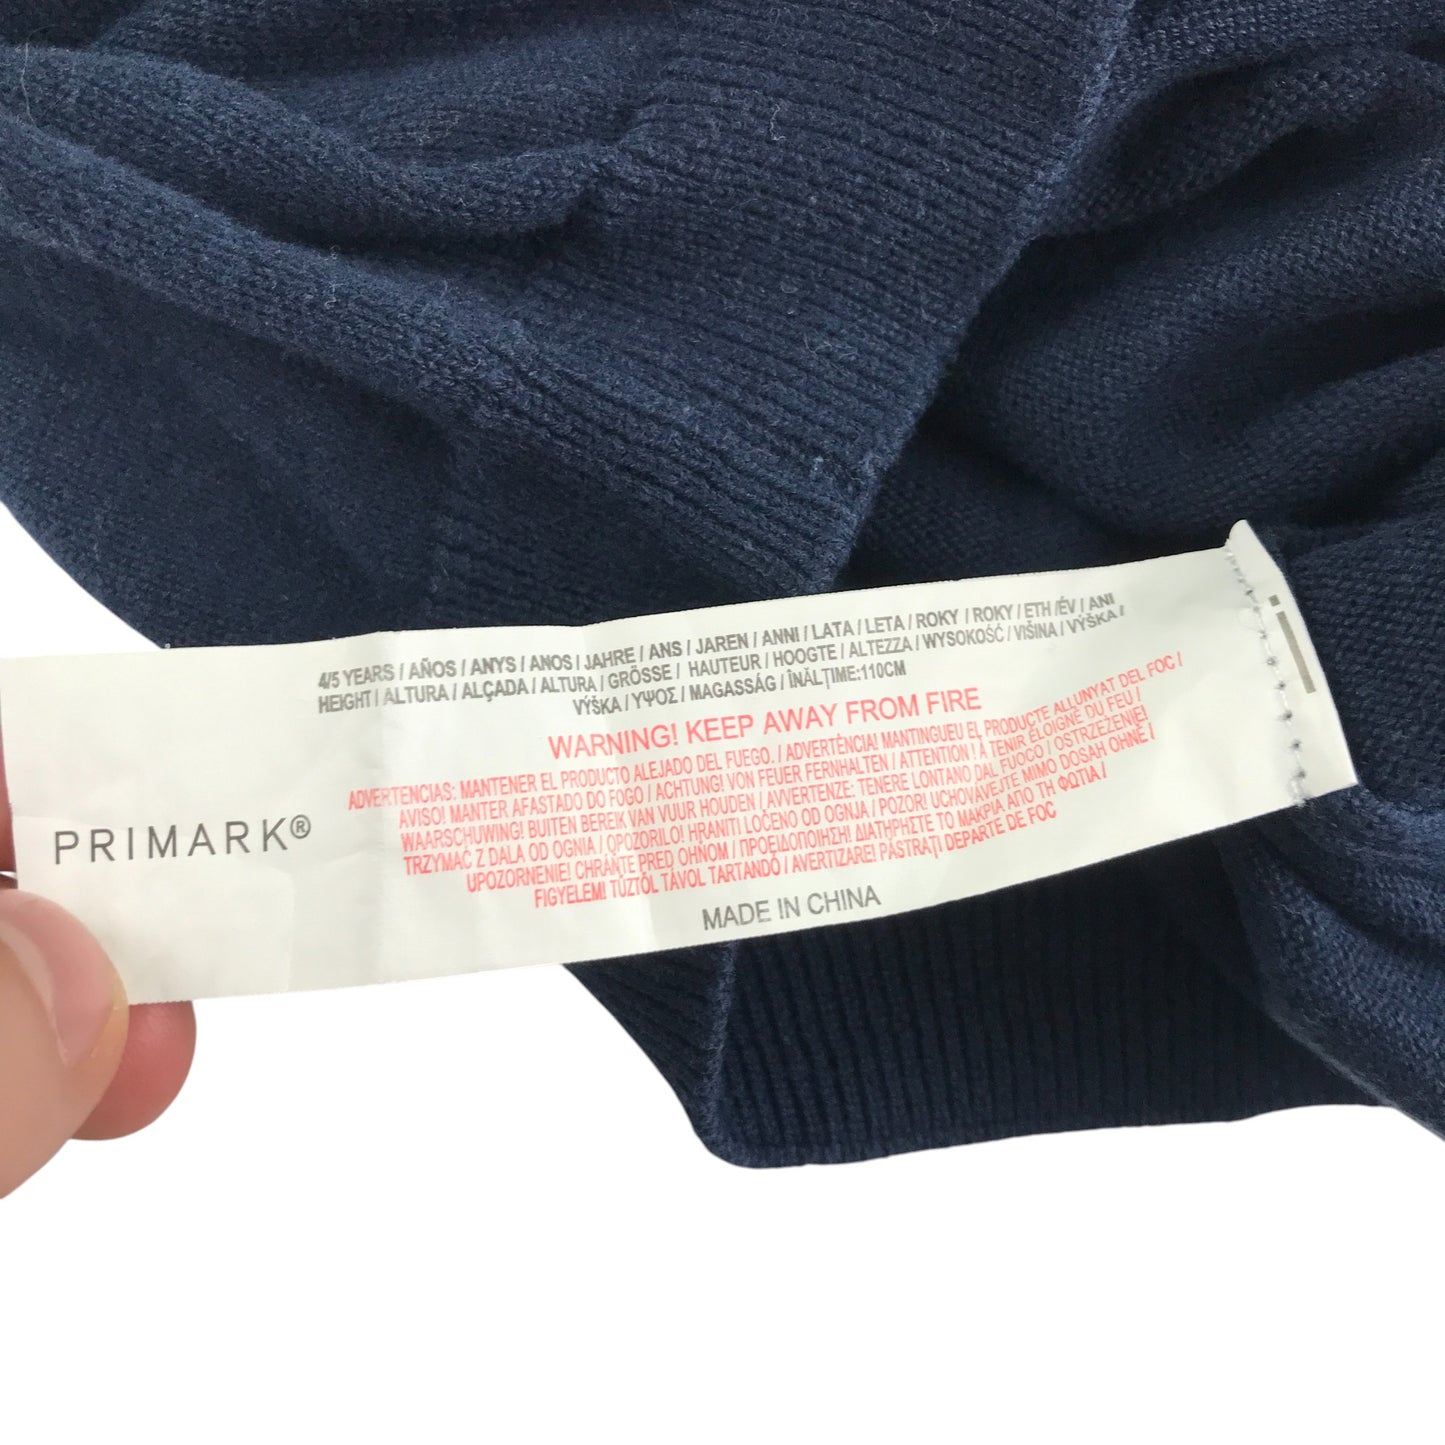 4/5 YEARS / AÑOS / ANYS / ANOS / JAHRE / ANS / JAREN / ANNI / LATA / LETA / ROKY / ROKY / ETH /ÉV / ANI
HEIGHT / ALTURA / ALÇADA / ALTURA / GRÖSSE / HAUTEUR / HOOGTE / ALTEZZA / WYSOKOŚĆ / VIŠINA / VÝŠKA /
VÝŠKA / ΥΨΟΣ / MAGASSÁG / ÎNĂLȚIME:110CM
WARNING! KEEP AWAY FROM FIRE
ADVERTENCIAS: MANTENER EL PRODUCTO ALEJADO DEL FUEGO. / ADVERTÈNCIA! MANTINGUEU EL PRODUCTE ALLUNYAT DEL FOC /
AVISO! MANTER AFASTADO DO FOGO / ACHTUNG! VON FEUER FERNHALTEN / ATTENTION ! À TENIR ÉLOIGNE DU FEU /
WAARSCHUWING! BUITEN BEREIK VAN VUUR HOUDEN / AVVERTENZE: TENERE LONTANO DAL FUOCO / OSTRZEŻENIE!
TRZYMAĆ Z DALA OD OGNIA / OPOZORILO! HRANITI LOČENO OD OGNJA / POZOR! UCHOVÁVEJTE MIMO DOSAH OHNĚ /
UPOZORNENIE! CHRÁŇTE PRED OHŇOM / ΠΡΟΕΙΔΟΠΟΙΗΣΗ! ΔΙΑΤΗΡΗΣΤΕ ΤΟ ΜΑΚΡΙΑ ΑΠΟ ΤΗ ΦΩΤΙΑ /
FIGYELEM! TŰZTŐL TÁVOL TARTANDÓ / AVERTIZARE! PĂSTRAȚI DEPARTE DE FOC
PRIMARK®
MADE IN CHINA